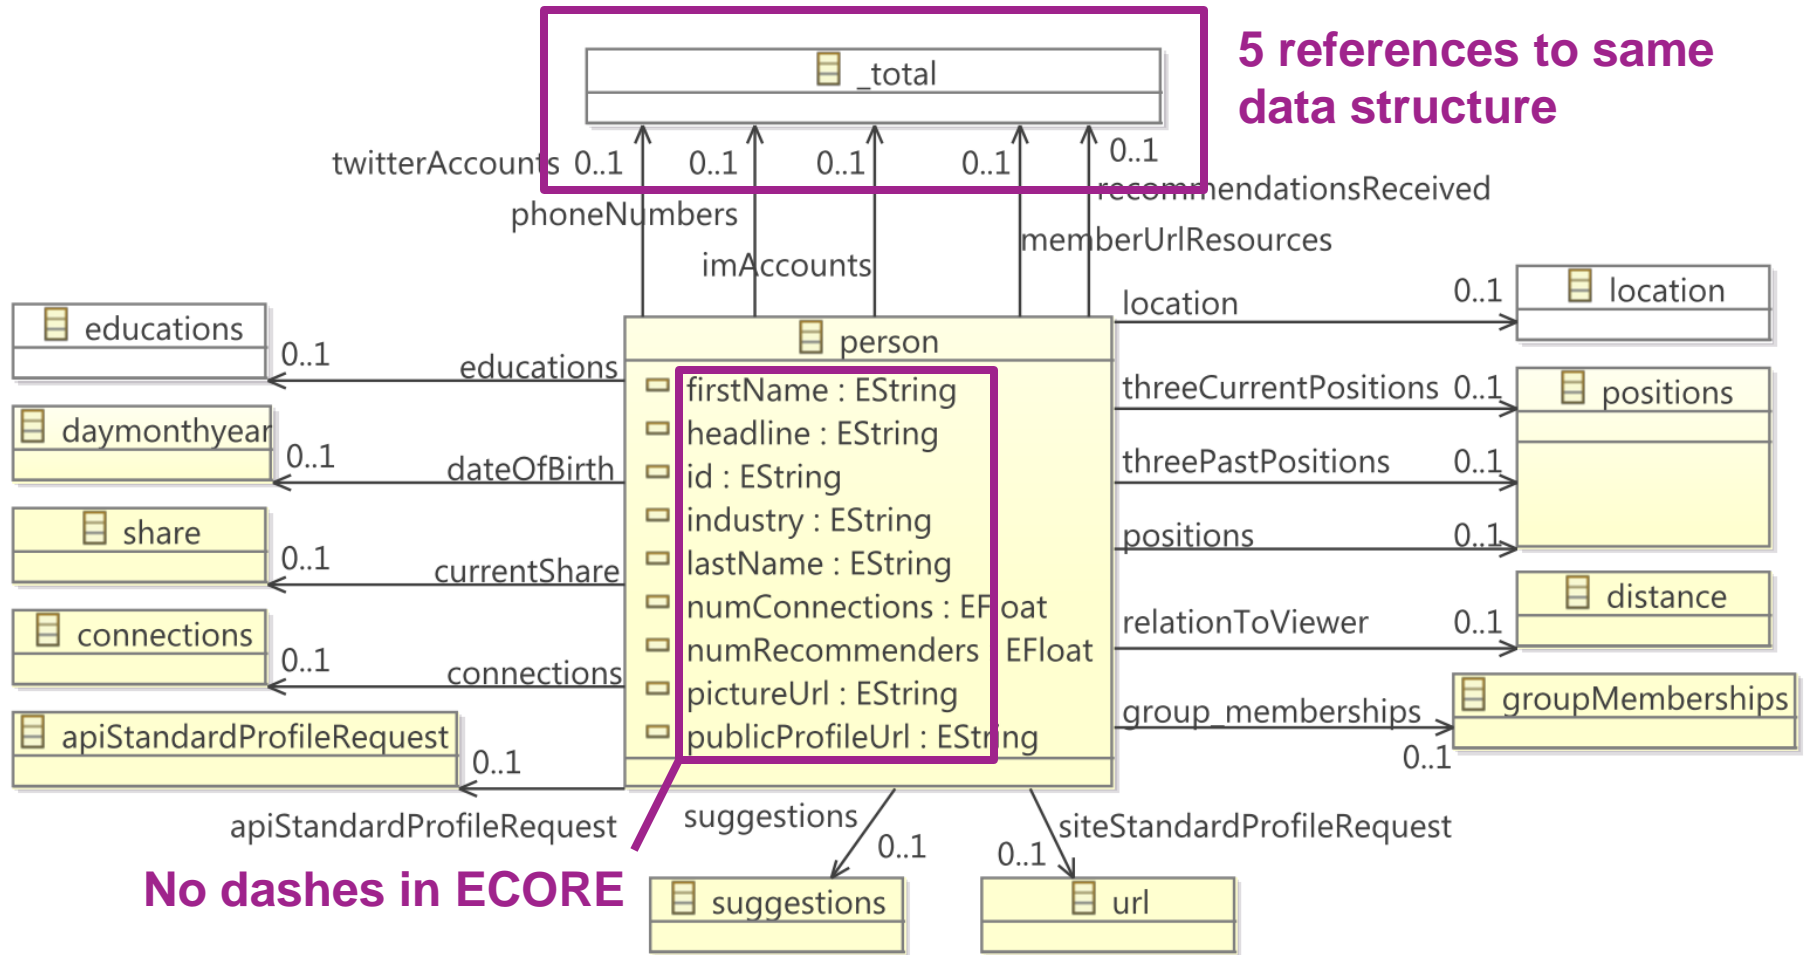 _total
5 references to same
data structure
twitterAccounts 0..1
0..1
0..1
0..1
0..1
recommendationsReceived
phoneNumbers
memberUrlResources
imAccounts
educations
0..1
educations
daymonthyear
0..1
dateOfBirth
share
0..1
currentShare
connections
0..1
connections
apiStandardProfileRequest
0..1
apiStandardProfileRequest
person
firstName : EString
headline : EString
id : EString
industry : EString
lastName : EString
numConnections : EFloat
numRecommenders : EFloat
pictureUrl : EString
publicProfileUrl : EString
location
0..1
location
threeCurrentPositions 0..1
positions
threePastPositions
0..1
positions
0..1
relationToViewer
0..1
distance
group_memberships
0..1
groupMemberships
suggestions
0..1
suggestions
siteStandardProfileRequest
0..1
url
No dashes in ECORE